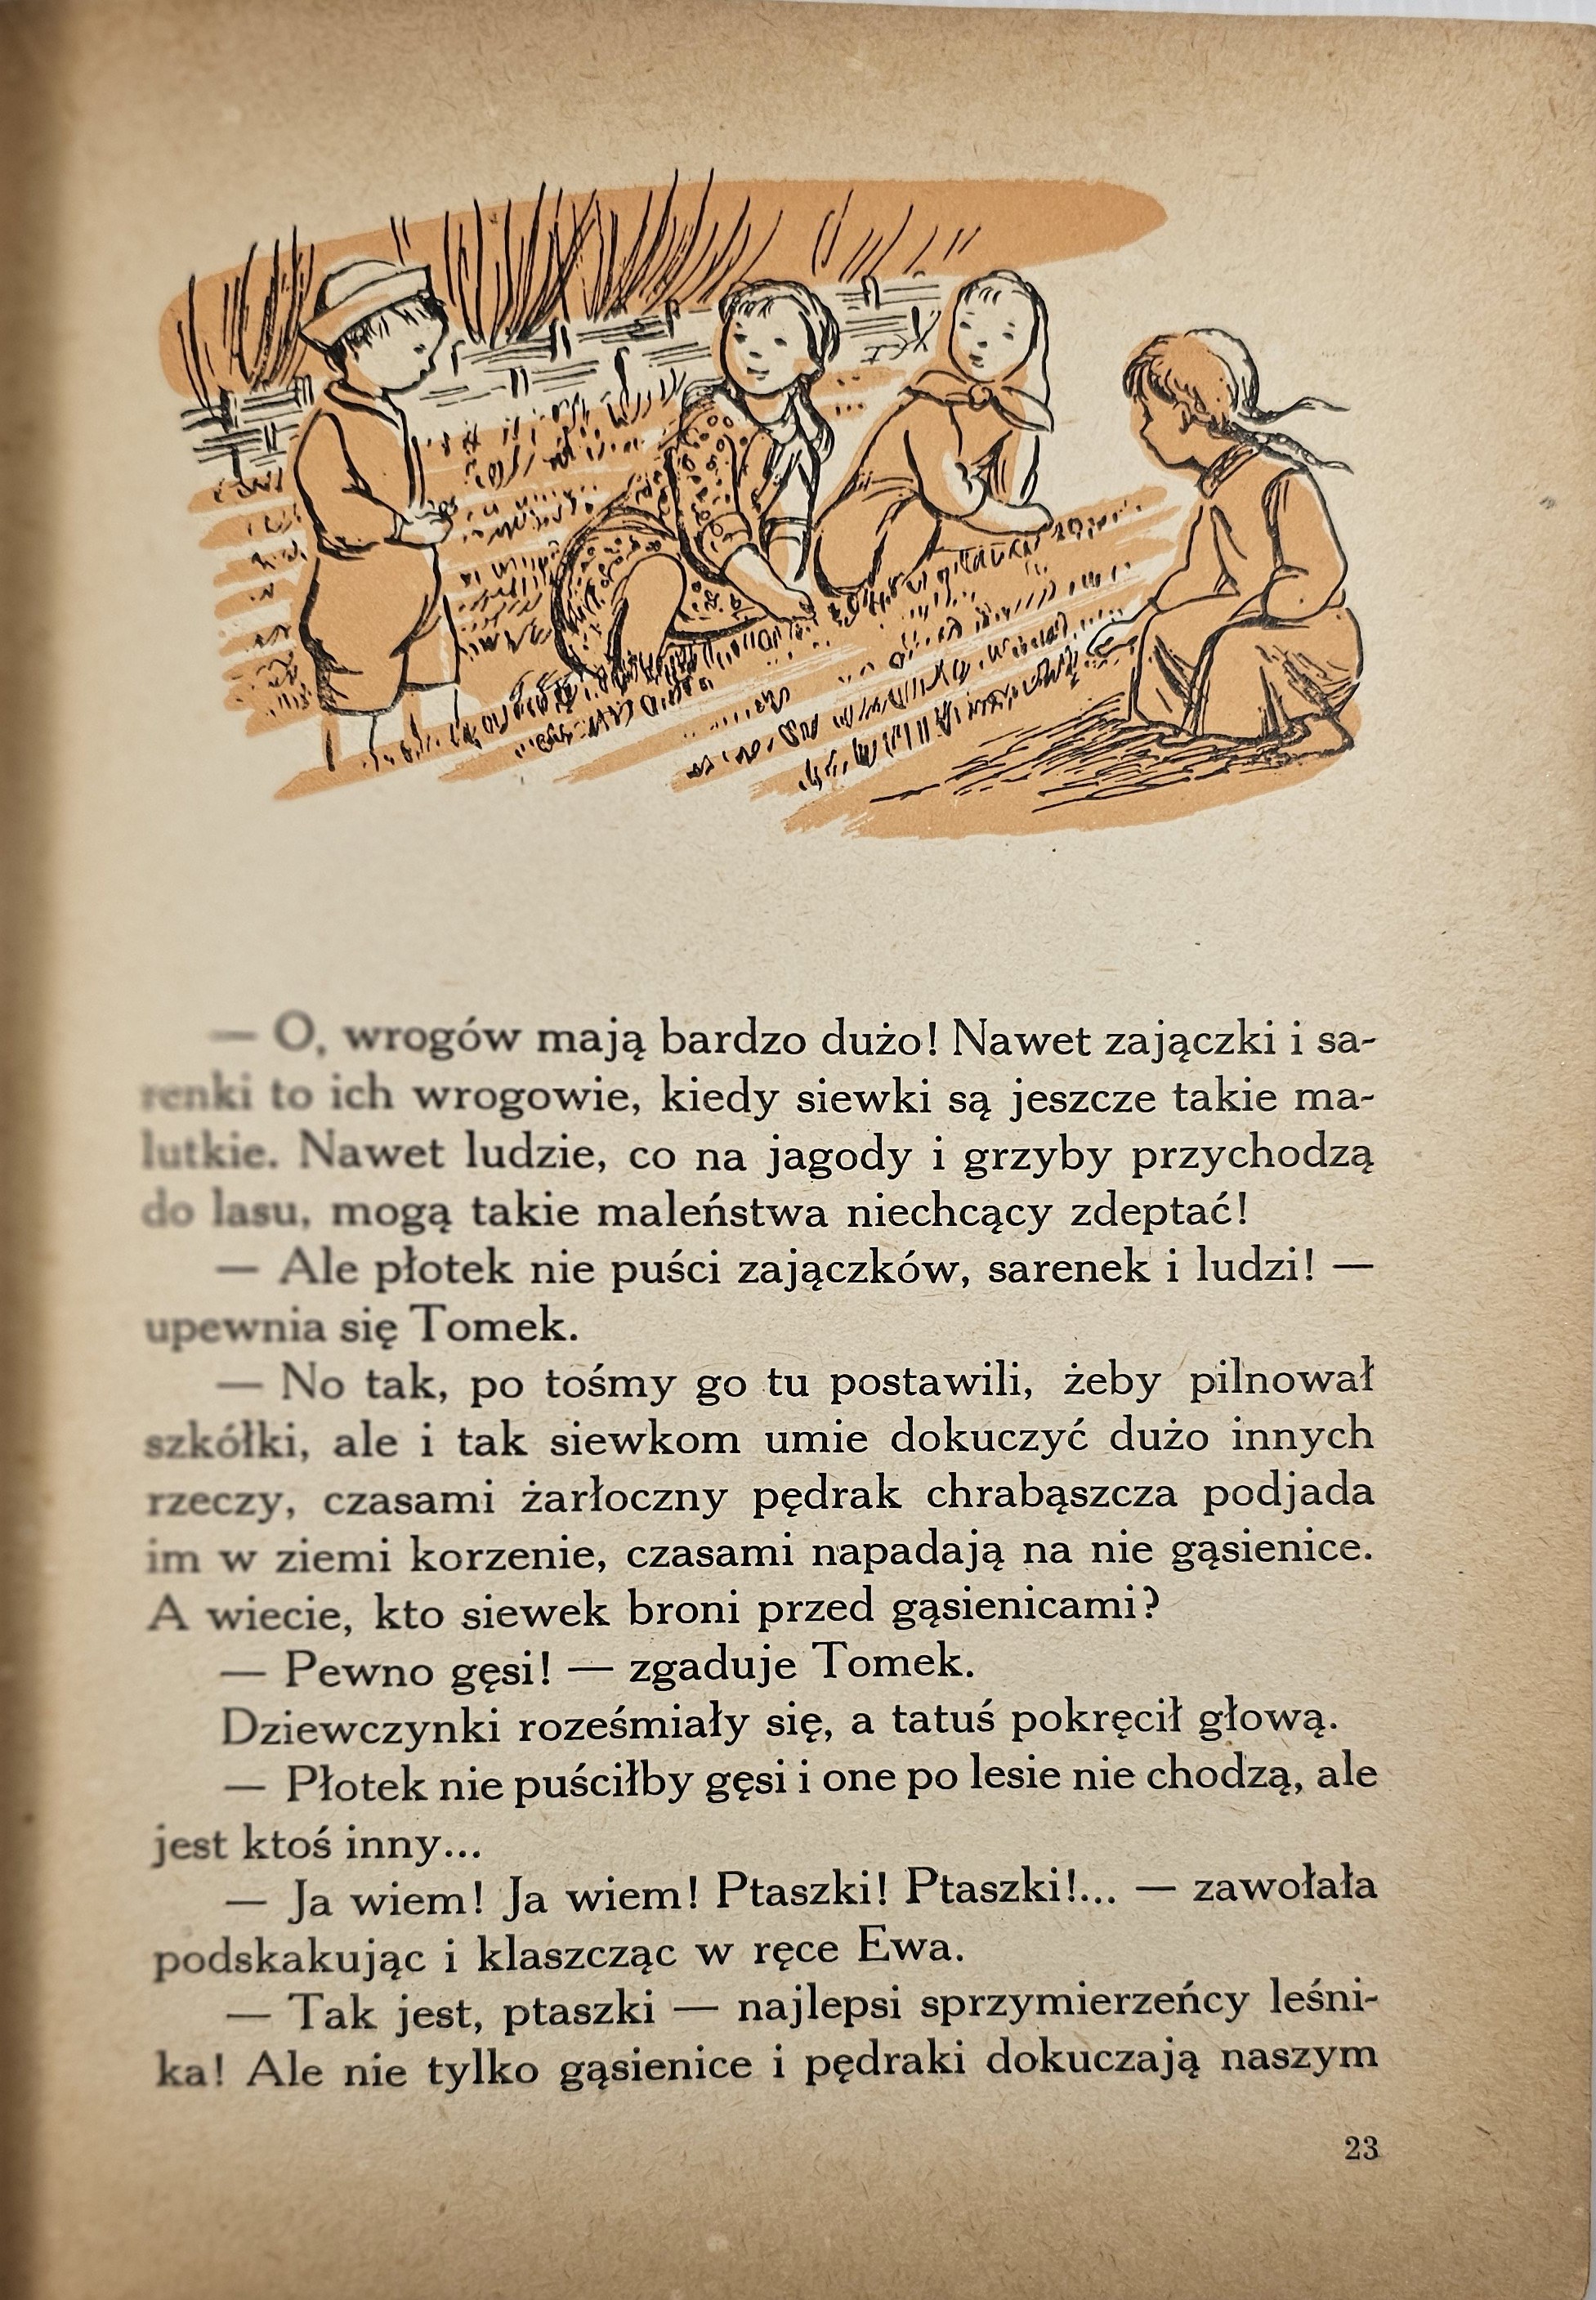 — O, wrogów mają bardzo dużo! Nawet zajączki i sa-
renki to ich wrogowie, kiedy siewki są jeszcze takie ma-
lutkie. Nawet ludzie, co na jagody i grzyby przychodzą
do lasu, mogą takie maleństwa niechcący zdeptać!
— Ale płotek nie puści zajączków, sarenek i ludzi! —
upewnia się Tomek.
— No tak, po tośmy go tu postawili, żeby pilnował
szkółki, ale i tak siewkom umie dokuczyć dużo innych
rzeczy, czasami żarłoczny pędrak chrabąszcza podjada
im w ziemi korzenie, czasami napadają na nie gąsienice.
A wiecie, kto siewek broni przed gąsienicami?
— Pewno gęsi! — zgaduje Tomek.
Dziewczynki roześmiały się, a tatuś pokręcił głową.
— Płotek nie puściłby gęsi i one po lesie nie chodzą, ale
jest ktoś inny...
— Ja wiem! Ja wiem! Ptaszki! Ptaszki!... — zawołała
podskakując i klaszcząc w ręce Ewa.
— Tak jest, ptaszki — najlepsi sprzymierzeńcy leśni-
ka! Ale nie tylko gąsienice i pędraki dokuczają naszym
23